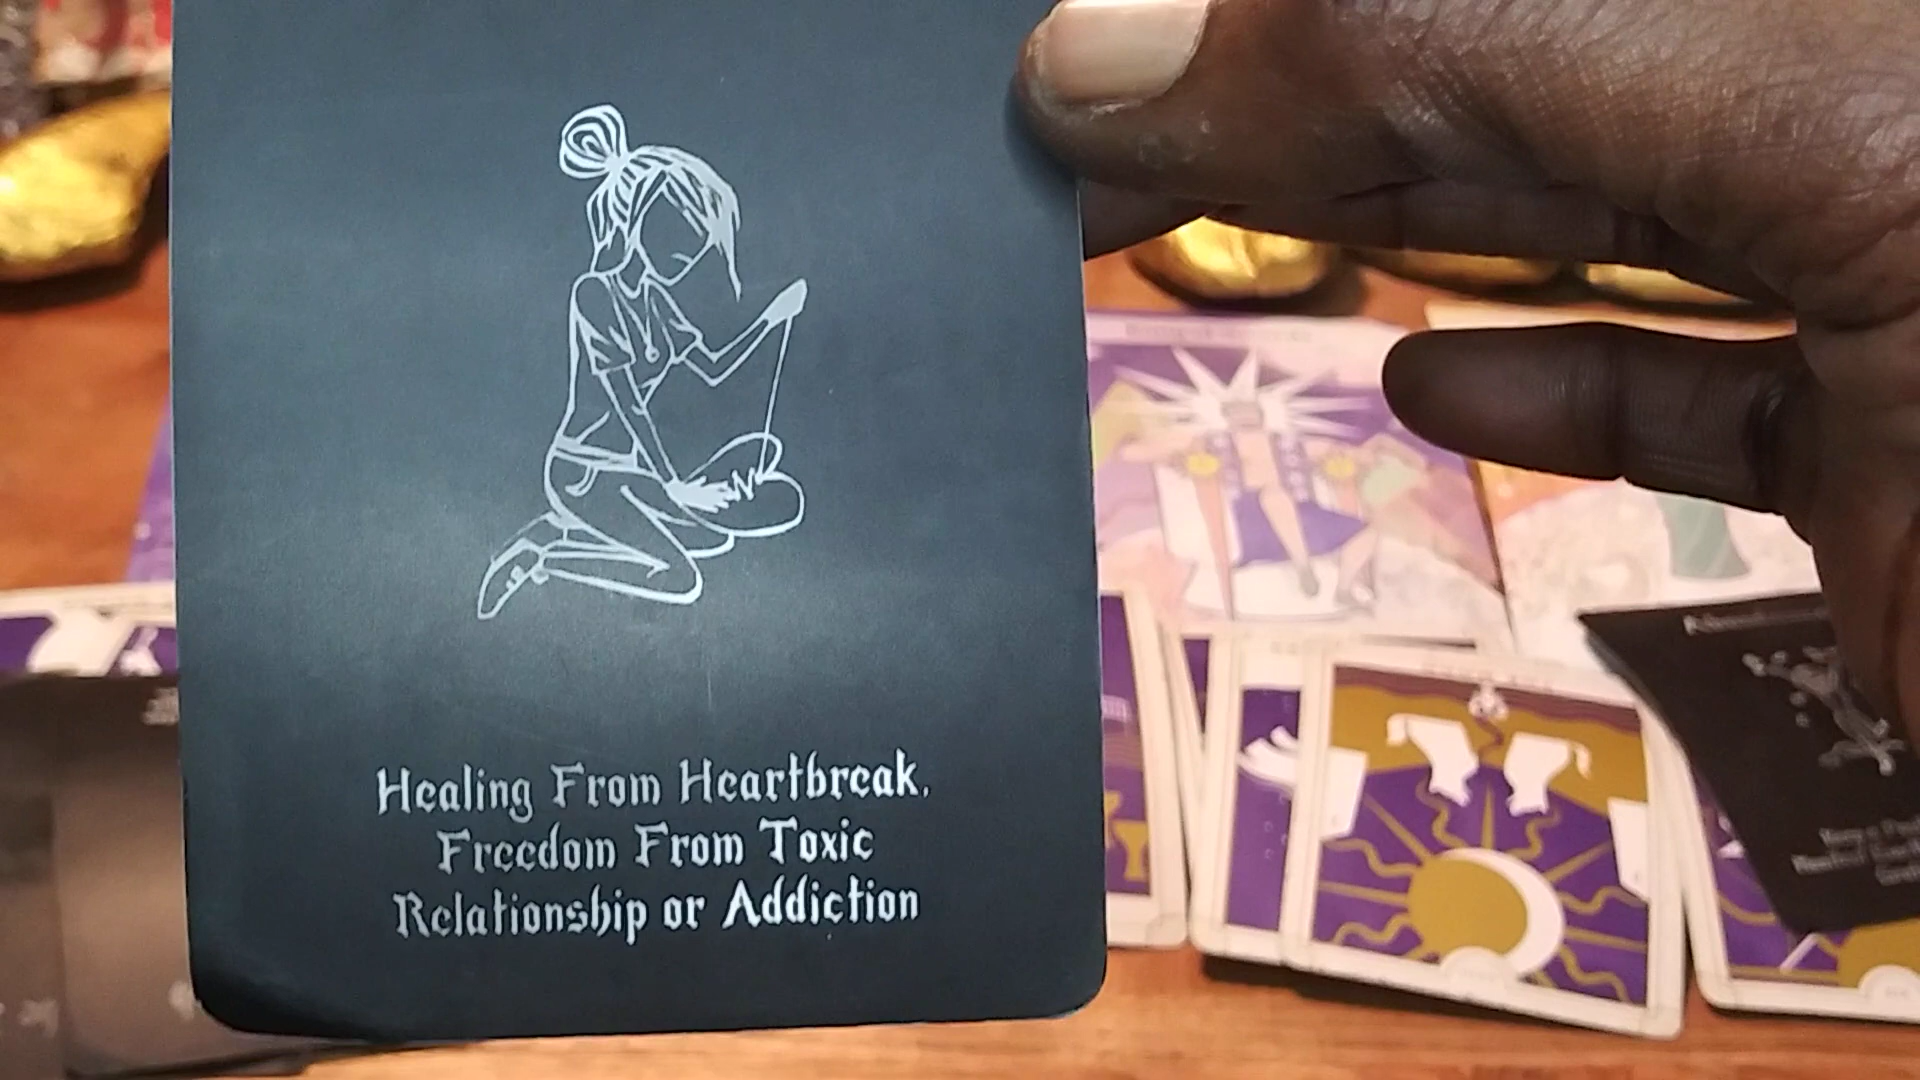 Healing From Heartbreak.
Freedom From Toxic
Relationship or Addiction